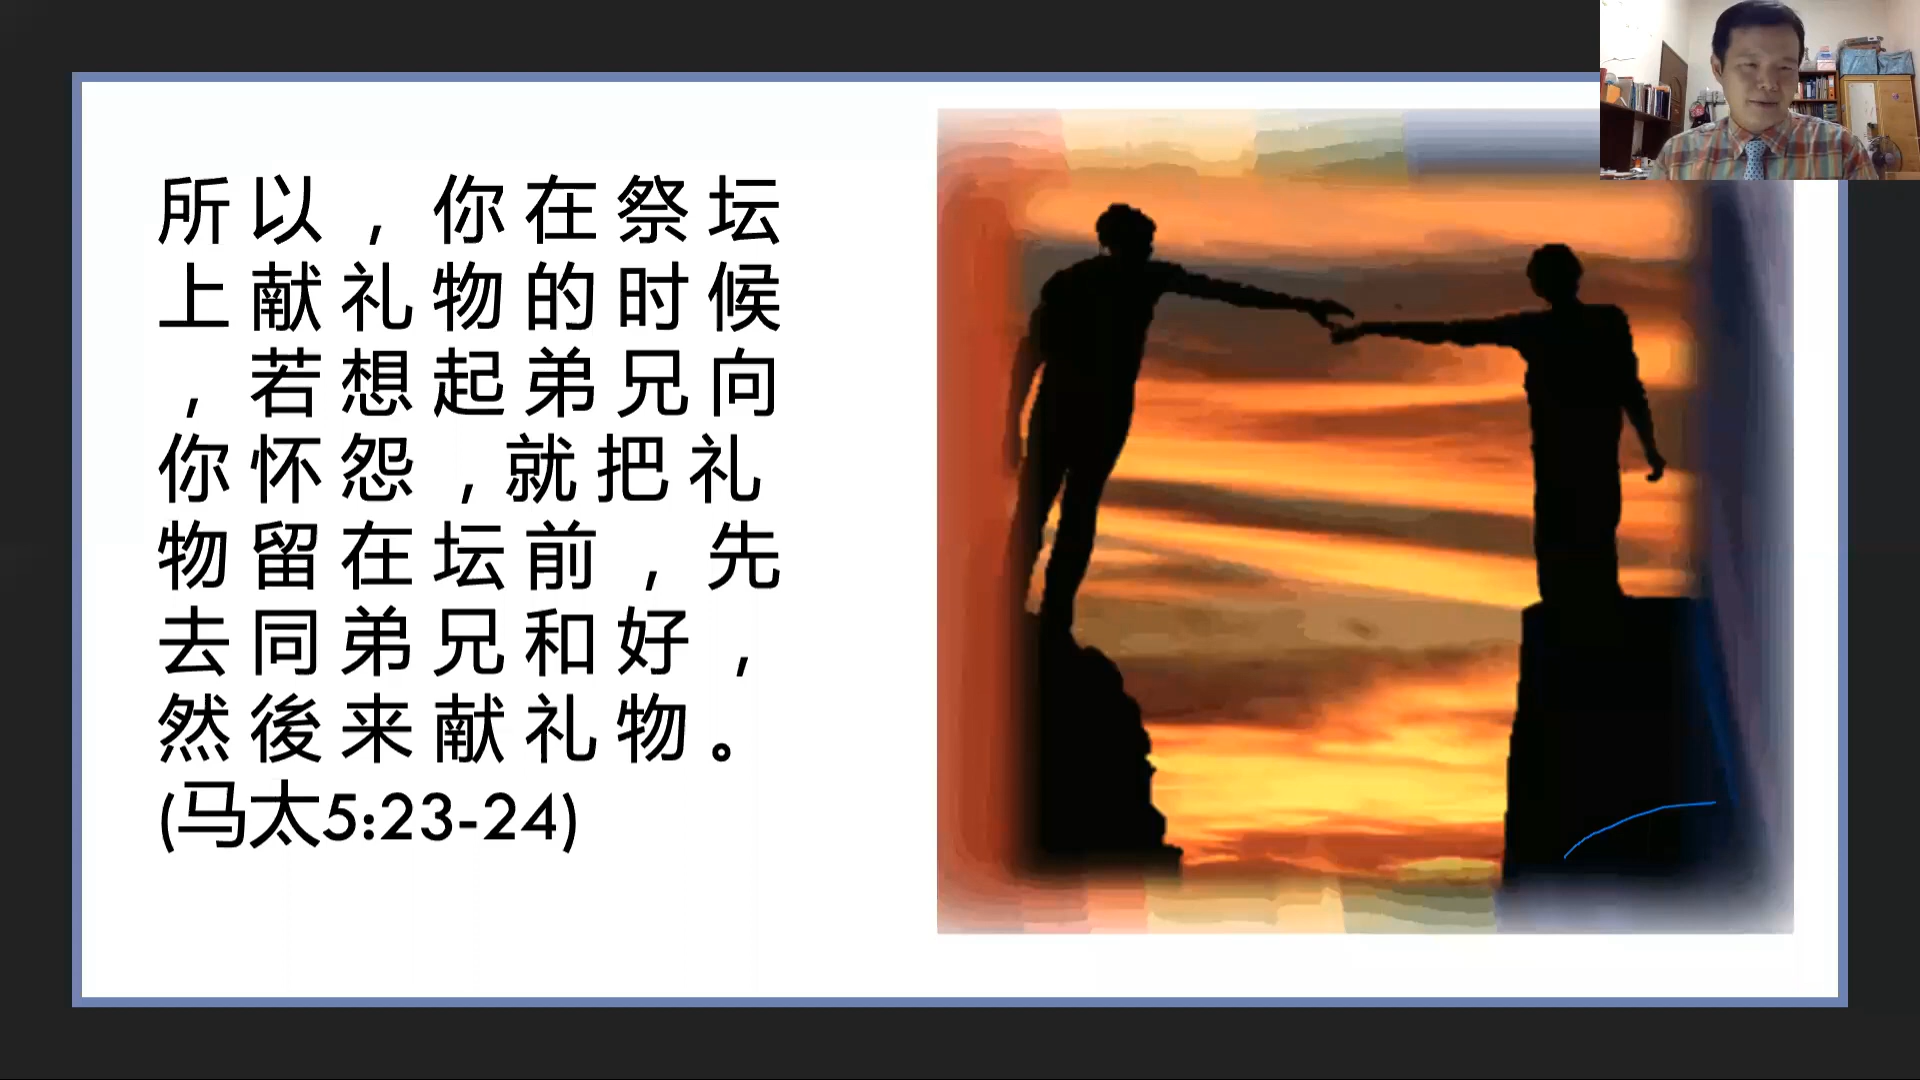 所以，你在祭坛
上献礼物的时候
，若想起弟兄向
你怀怨，就把礼
物留在坛前，先
去同弟兄和好，
然後来献礼物。
(马太5:23-24)